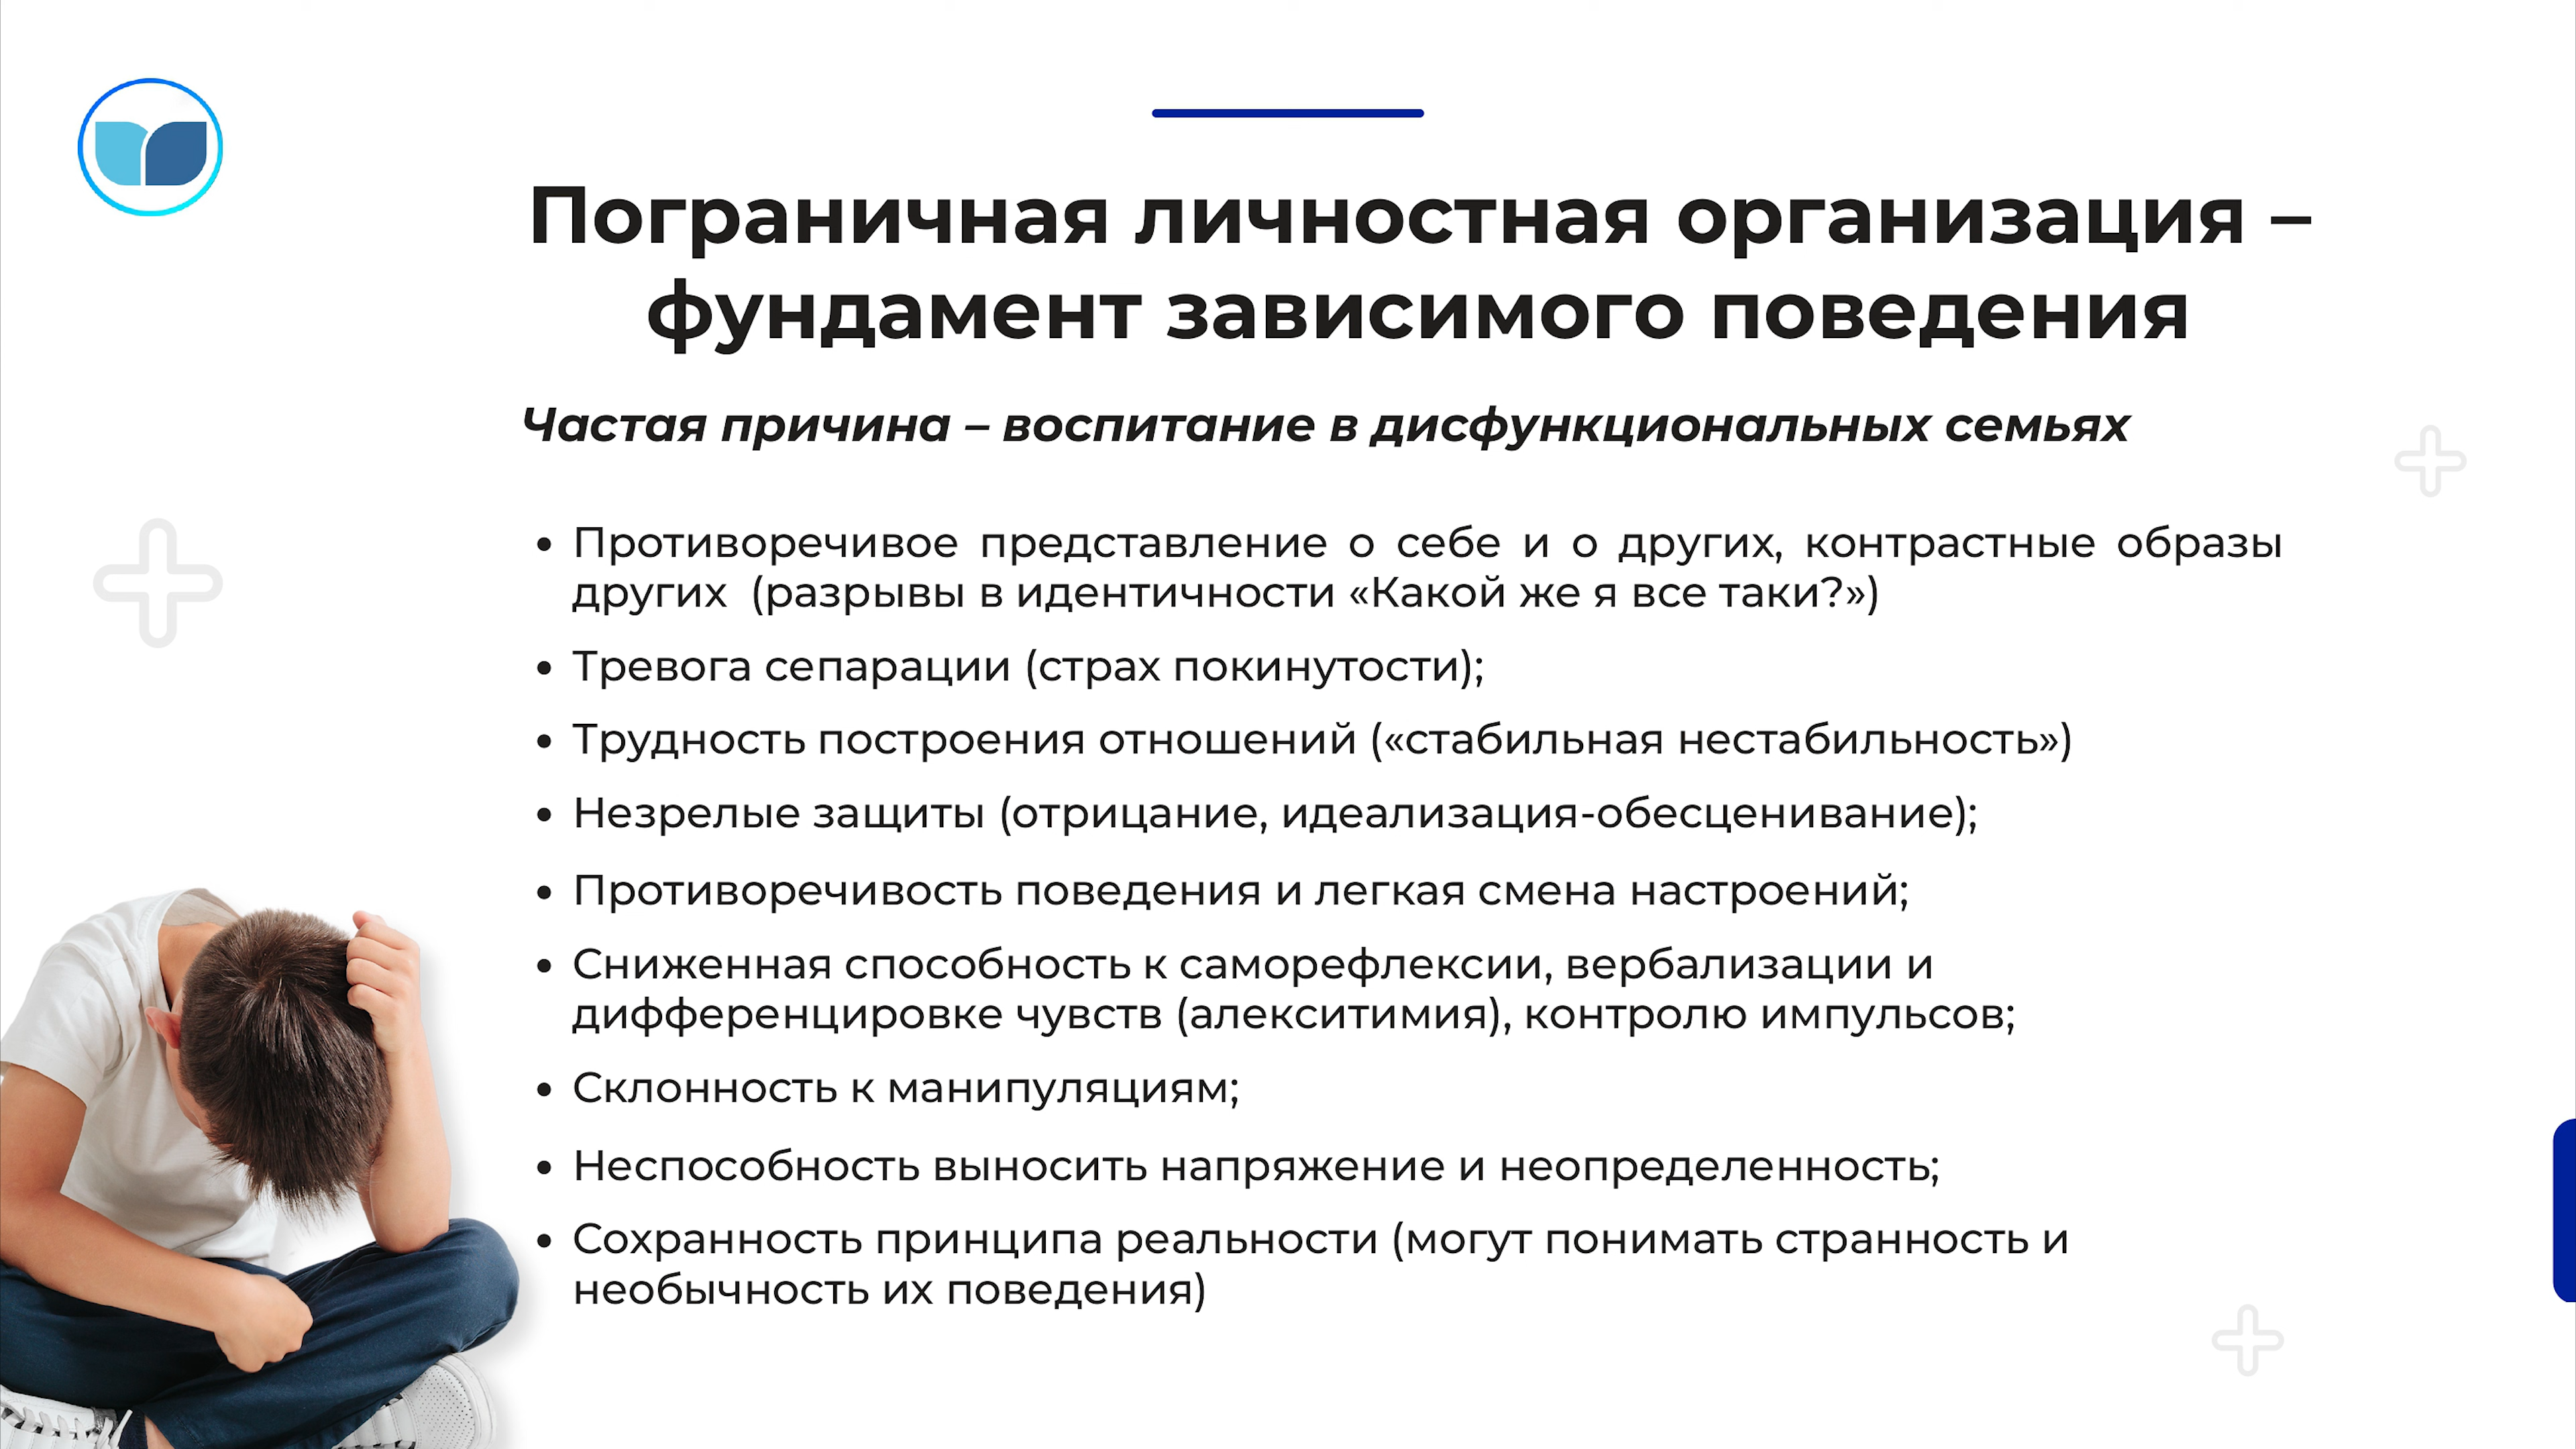 Пограничная личностная организация –
фундамент зависимого поведения
Частая причина – воспитание в дисфункциональных семьях
• Противоречивое представление о себе и о других, контрастные образы
других (разрывы в идентичности «Какой же я все таки?»)
• Тревога сепарации (страх покинутости);
• Трудность построения отношений («стабильная нестабильность»)
• Незрелые защиты (отрицание, идеализация-обесценивание);
• Противоречивость поведения и легкая смена настроений;
• Сниженная способность к саморефлексии, вербализации и
дифференцировке чувств (алекситимия), контролю импульсов;
• Склонность к манипуляциям;
• Неспособность выносить напряжение и неопределенность;
• Сохранность принципа реальности (могут понимать странность и
необычность их поведения)